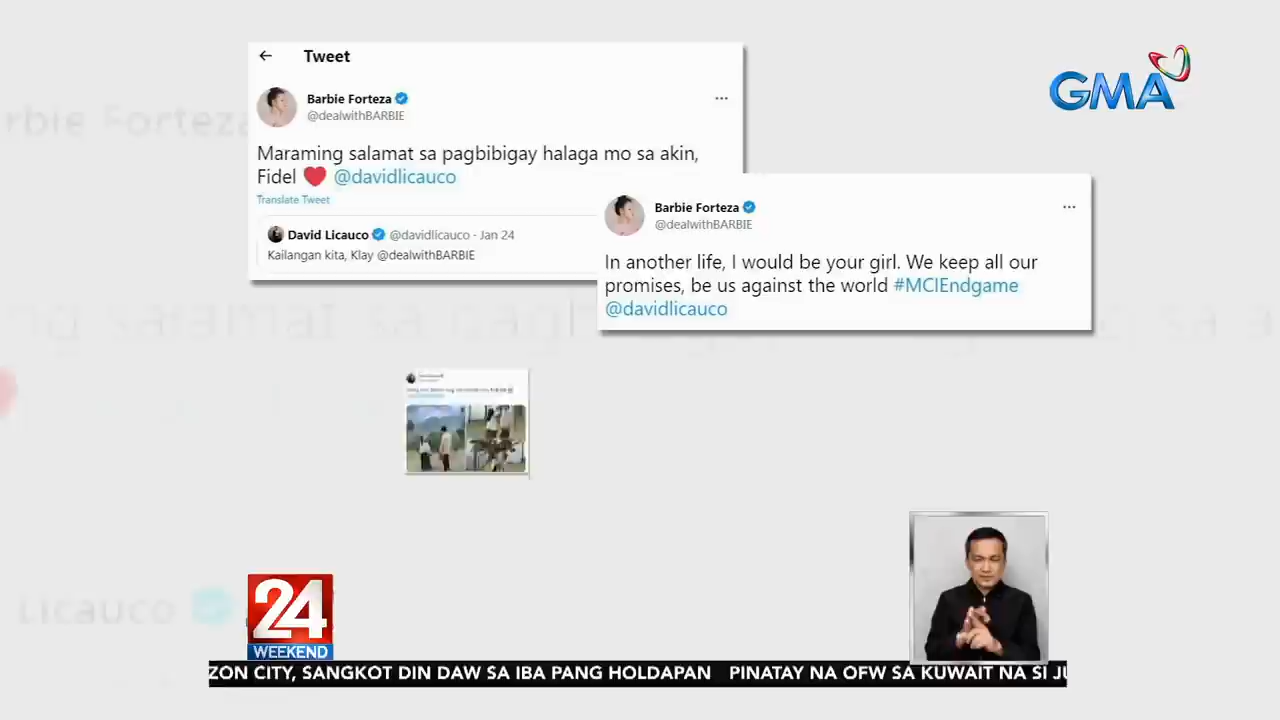 Tweet
GMA
Barbie Forteza
@dealwithBARBIE
Maraming salamat sa pagbibigay halaga mo sa akin,
Fidel ❤️ @davidlicauco
Translate Tweet
David Licauco @davidlicauco · Jan 24
Kailangan kita, Klay @dealwithBARBIE
Barbie Forteza
@dealwithBARBIE
In another life, I would be your girl. We keep all our
promises, be us against the world #MCIEndgame
@davidlicauco
rbie Forteza
Licauco
24
WEEKEND
ZON CITY, SANGKOT DIN DAW SA IBA PANG HOLDAPAN PINATAY NA OFW SA KUWAIT NA SI JU